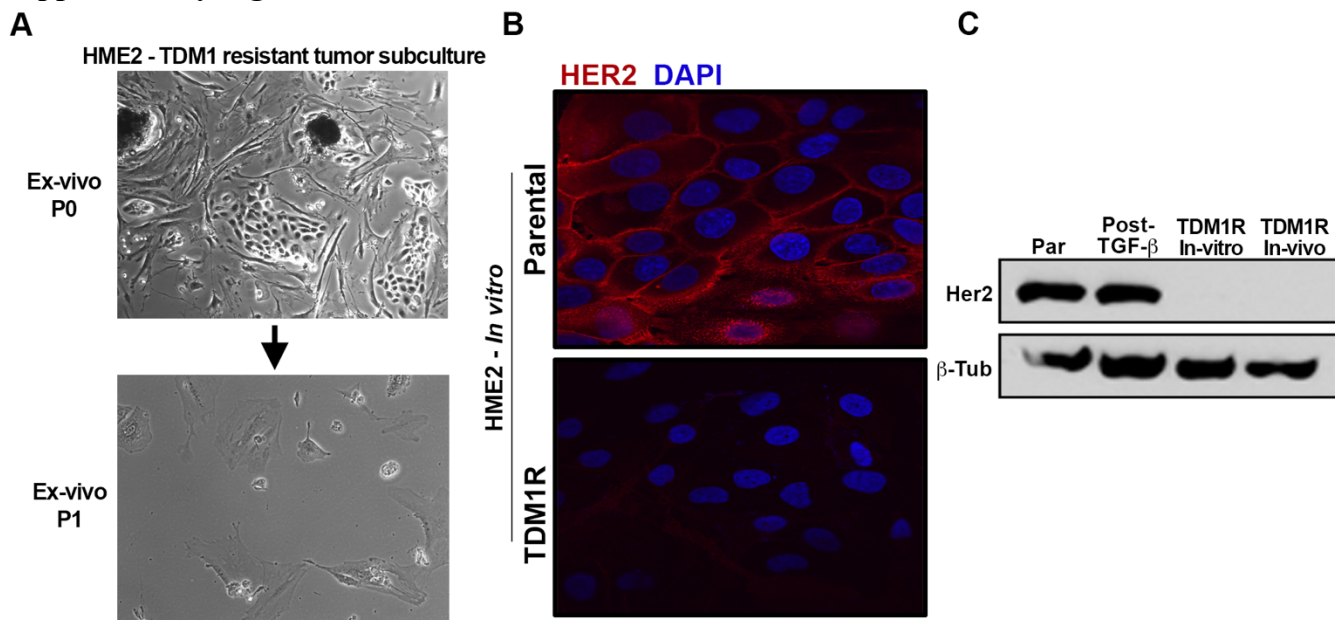 A
HME2 - TDM1 resistant tumor subculture
Ex-vivo
P0
Ex-vivo
P1
B
HER2 DAPI
HME2 - In vitro
Parental
TDM1R
C
Par
Post-
TGF-β
TDM1R
In-vitro
TDM1R
In-vivo
Her2
β-Tub